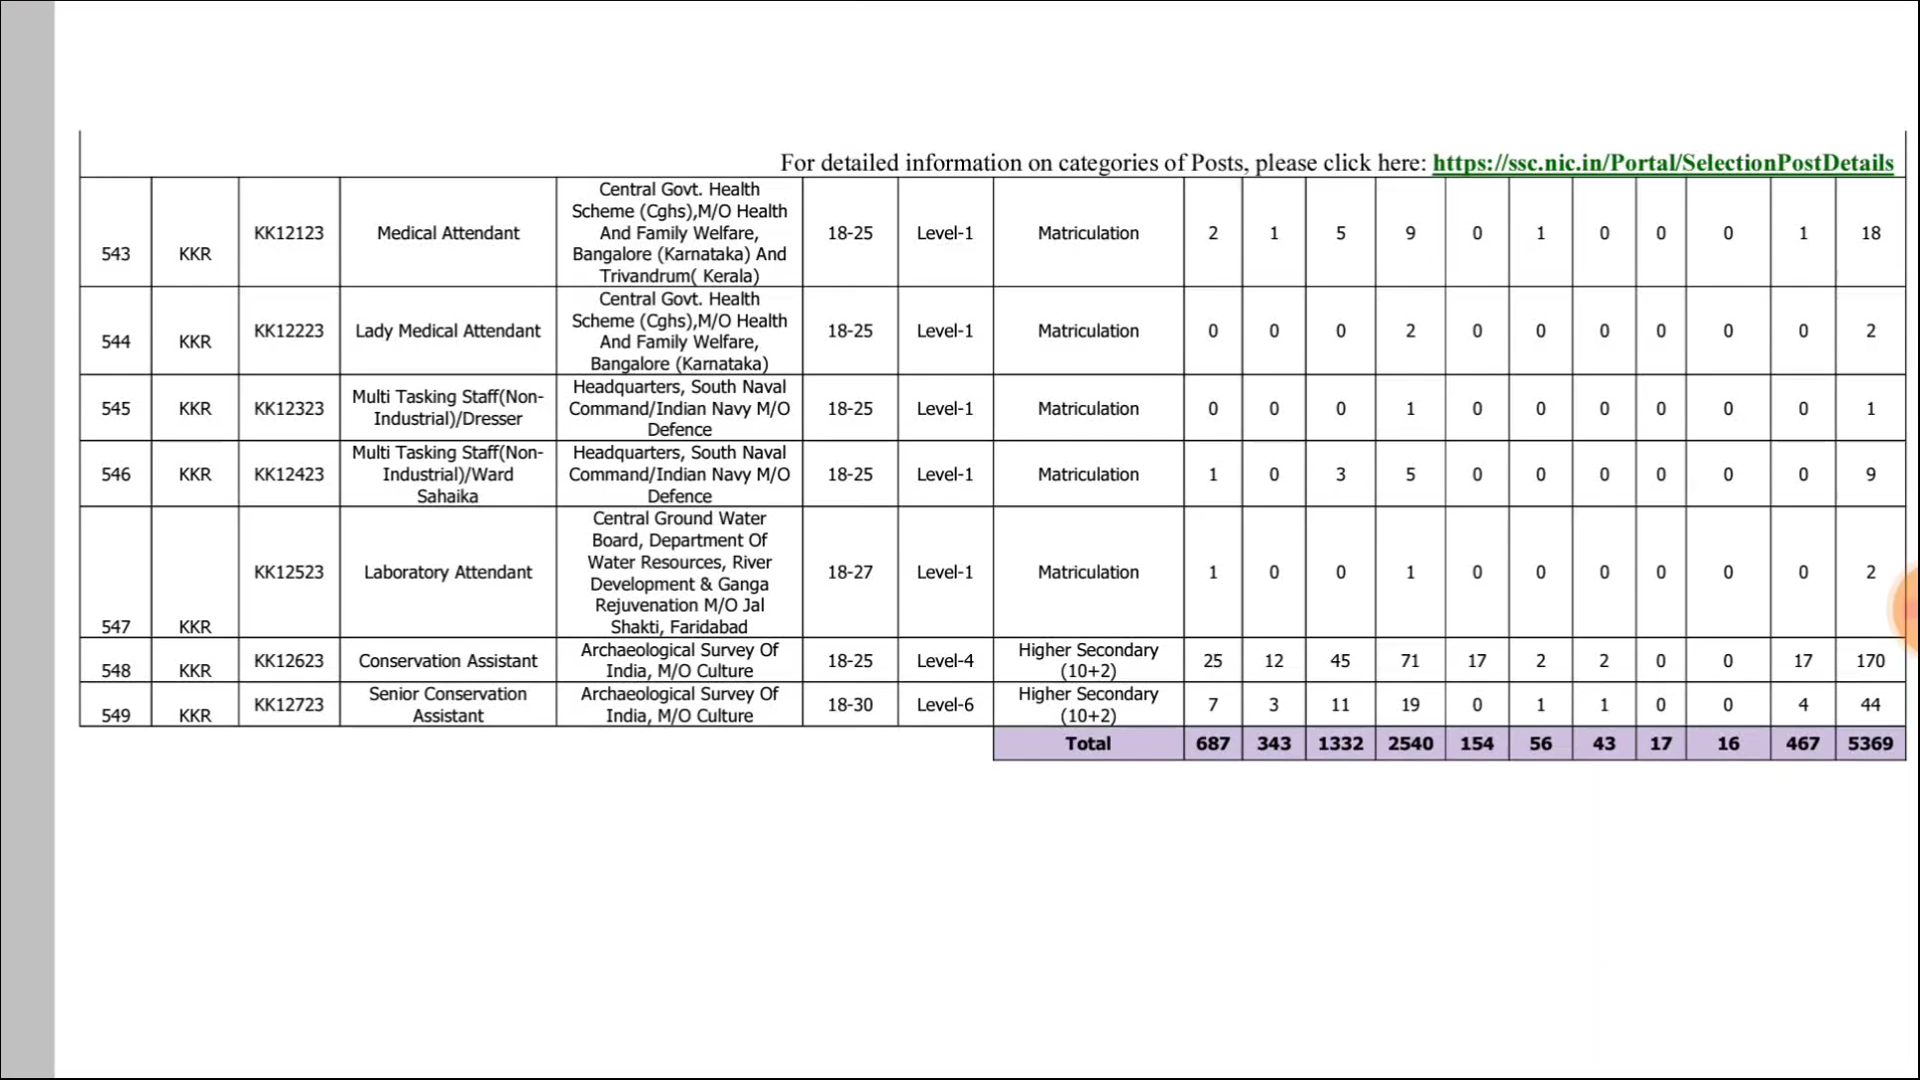 For detailed information on categories of Posts, please click here: https://ssc.nic.in/Portal/SelectionPostDetails
543 KKR KK12123 Medical Attendant Central Govt. Health Scheme (Cghs),M/O Health And Family Welfare, Bangalore (Karnataka) And Trivandrum( Kerala) 18-25 Level-1 Matriculation 2 1 5 9 0 1 0 0 0 1 18
544 KKR KK12223 Lady Medical Attendant Central Govt. Health Scheme (Cghs),M/O Health And Family Welfare, Bangalore (Karnataka) 18-25 Level-1 Matriculation 0 0 0 2 0 0 0 0 0 0 2
545 KKR KK12323 Multi Tasking Staff(Non-Industrial)/Dresser Headquarters, South Naval Command/Indian Navy M/O Defence 18-25 Level-1 Matriculation 0 0 0 1 0 0 0 0 0 0 1
546 KKR KK12423 Multi Tasking Staff(Non-Industrial)/Ward Sahaika Headquarters, South Naval Command/Indian Navy M/O Defence 18-25 Level-1 Matriculation 1 0 3 5 0 0 0 0 0 0 9
547 KKR KK12523 Laboratory Attendant Central Ground Water Board, Department Of Water Resources, River Development & Ganga Rejuvenation M/O Jal Shakti, Faridabad 18-27 Level-1 Matriculation 1 0 0 1 0 0 0 0 0 0 2
548 KKR KK12623 Conservation Assistant Archaeological Survey Of India, M/O Culture 18-25 Level-4 Higher Secondary (10+2) 25 12 45 71 17 2 2 0 0 17 170
549 KKR KK12723 Senior Conservation Assistant Archaeological Survey Of India, M/O Culture 18-30 Level-6 Higher Secondary (10+2) 7 3 11 19 0 1 1 0 0 4 44
Total 687 343 1332 2540 154 56 43 17 16 467 5369